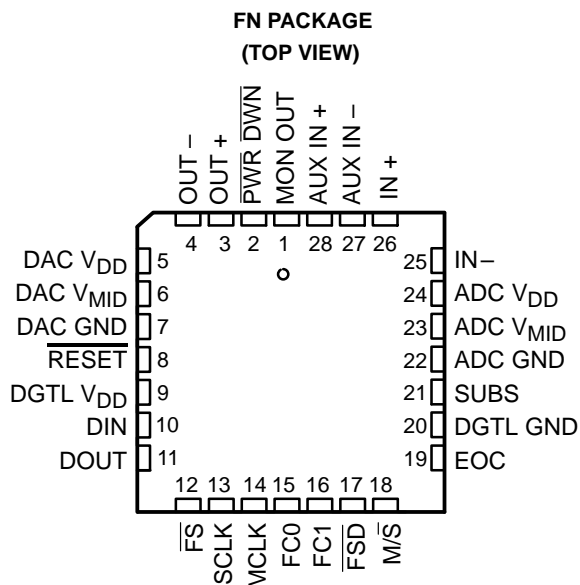 FN PACKAGE
(TOP VIEW)
OUT −
OUT +
PWR DWN
MON OUT
AUX IN +
AUX IN −
IN +
4 3 2 1 28 27 26
DAC VDD 5
DAC VMID 6
DAC GND 7
RESET 8
DGTL VDD 9
DIN 10
DOUT 11
25 IN−
24 ADC VDD
23 ADC VMID
22 ADC GND
21 SUBS
20 DGTL GND
19 EOC
12 13 14 15 16 17 18
FS
SCLK
MCLK
FC0
FC1
FSD
M/S